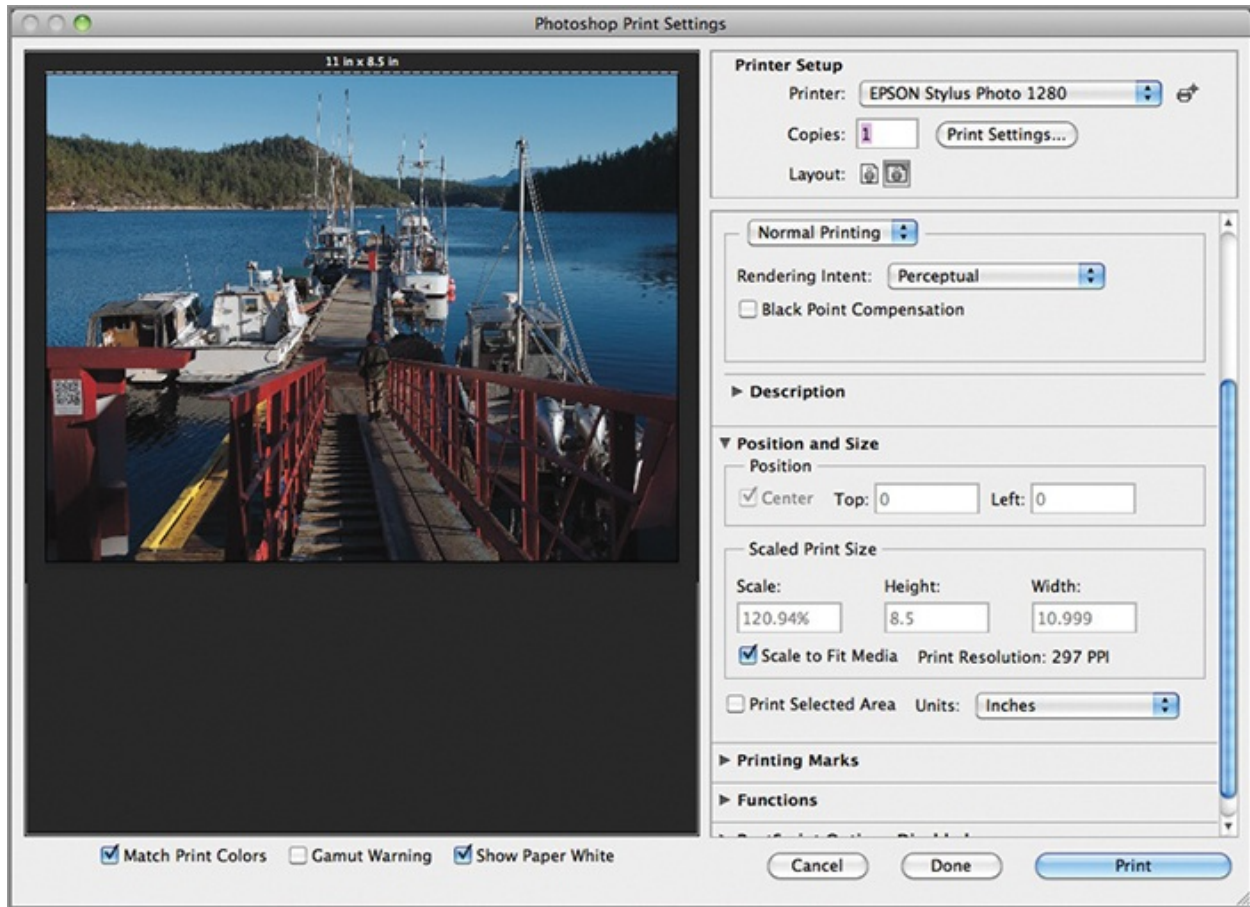 Photoshop Print Settings
11 in x 8.5 in
Printer Setup
Printer: EPSON Stylus Photo 1280
Copies: 1 Print Settings...
Layout:
Normal Printing
Rendering Intent: Perceptual
Black Point Compensation
Description
Position and Size
Position
Center Top: 0 Left: 0
Scaled Print Size
Scale: Height: Width:
120.94% 8.5 10.999
Scale to Fit Media Print Resolution: 297 PPI
Print Selected Area Units: Inches
Printing Marks
Functions
Match Print Colors Gamut Warning Show Paper White
Cancel Done Print